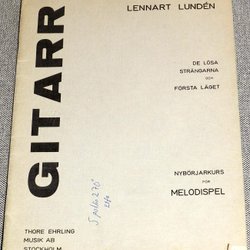 LENNART LUNDÉN
GITARR
DE LÖSA
STRÄNGARNA
OCH
FÖRSTA LÄGET
NYBÖRJARKURS
FÖR
MELODISPEL
THORE EHRLING
MUSIK AB
STOCKHOLM